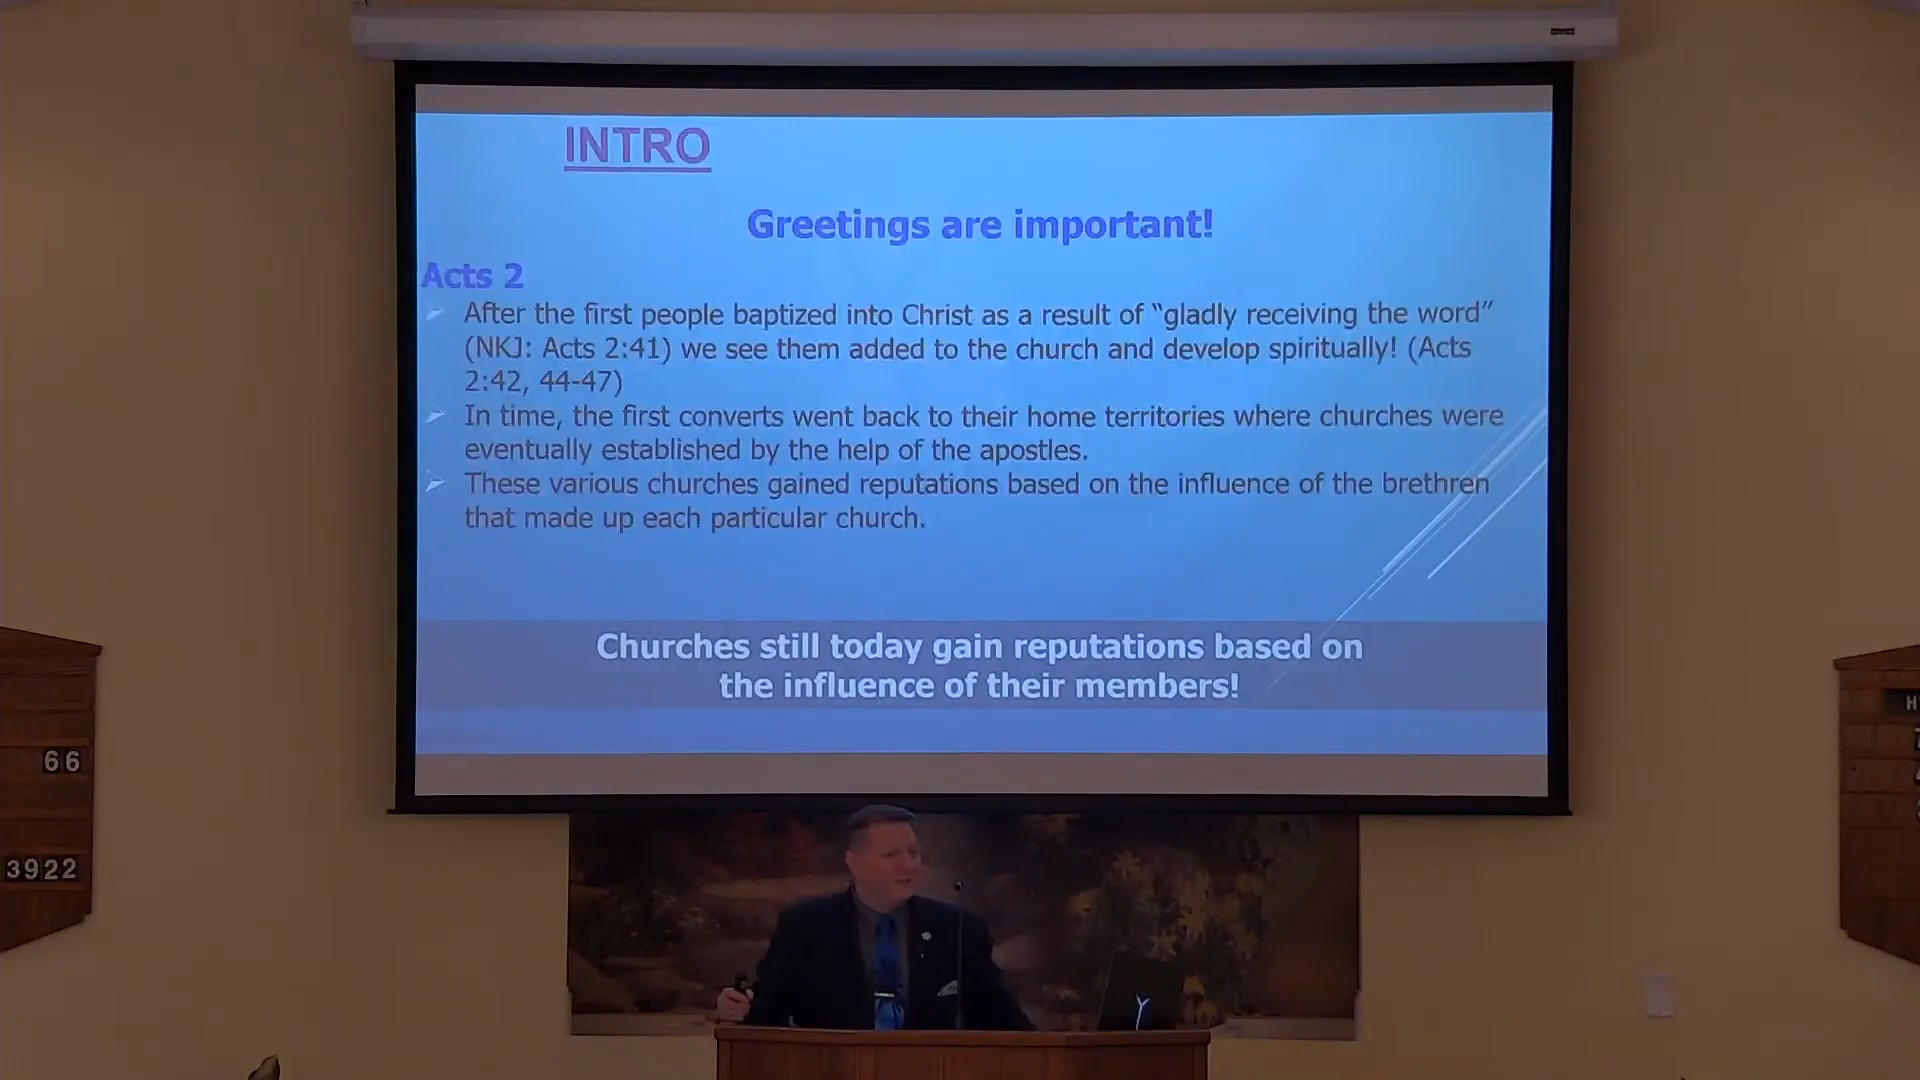 INTRO
Greetings are important!
Acts 2
After the first people baptized into Christ as a result of “gladly receiving the word”
(NKJ: Acts 2:41) we see them added to the church and develop spiritually! (Acts
2:42, 44-47)
In time, the first converts went back to their home territories where churches were
eventually established by the help of the apostles.
These various churches gained reputations based on the influence of the brethren
that made up each particular church.
Churches still today gain reputations based on
the influence of their members!
66
3922
H